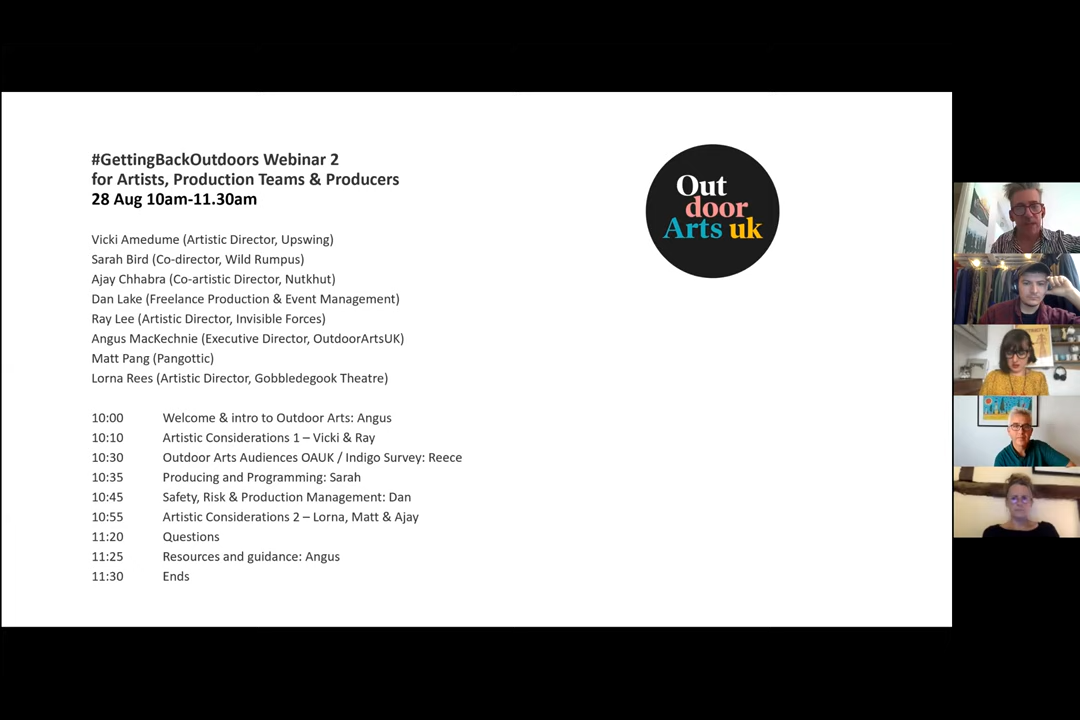 #GettingBackOutdoors Webinar 2
for Artists, Production Teams & Producers
28 Aug 10am-11.30am
Vicki Amedume (Artistic Director, Upswing)
Sarah Bird (Co-director, Wild Rumpus)
Ajay Chhabra (Co-artistic Director, Nutkhut)
Dan Lake (Freelance Production & Event Management)
Ray Lee (Artistic Director, Invisible Forces)
Angus MacKechnie (Executive Director, OutdoorArtsUK)
Matt Pang (Pangottic)
Lorna Rees (Artistic Director, Gobbledegook Theatre)
10:00 Welcome & intro to Outdoor Arts: Angus
10:10 Artistic Considerations 1 – Vicki & Ray
10:30 Outdoor Arts Audiences OAUK / Indigo Survey: Reece
10:35 Producing and Programming: Sarah
10:45 Safety, Risk & Production Management: Dan
10:55 Artistic Considerations 2 – Lorna, Matt & Ajay
11:20 Questions
11:25 Resources and guidance: Angus
11:30 Ends
Out
door
Arts uk